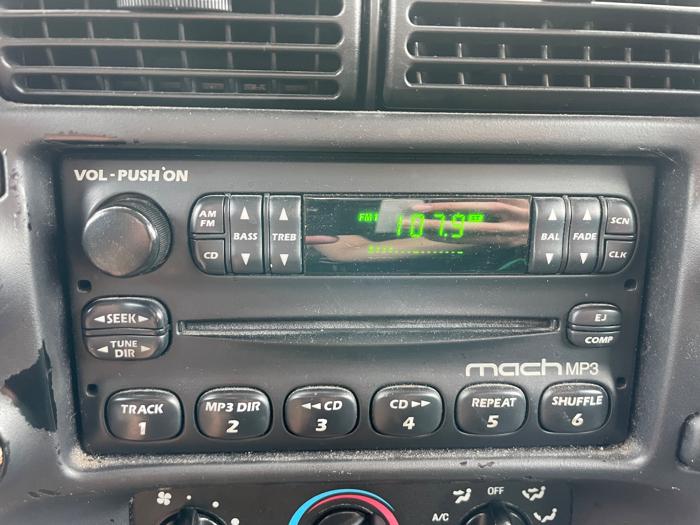 VOL - PUSH ON
AM
FM
CD
BASS
TREB
FM1
107.9
BAL
FADE
SCN
CLK
SEEK
TUNE
DIR
EJ
COMP
mach MP3
TRACK
1
MP3 DIR
2
CD
3
CD
4
REPEAT
5
SHUFFLE
6
A/C
OFF